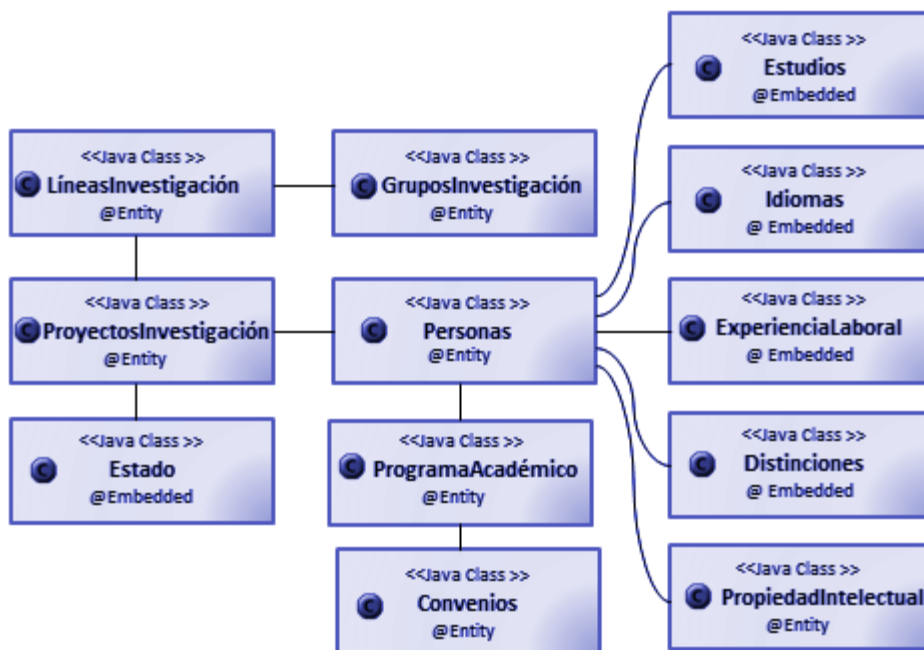 <<Java Class >>
Estudios
@Embedded
<<Java Class >>
LíneasInvestigación
@Entity
<<Java Class >>
GruposInvestigación
@Entity
<<Java Class >>
Idiomas
@ Embedded
<<Java Class >>
ProyectosInvestigación
@Entity
<<Java Class >>
Personas
@Entity
<<Java Class >>
ExperienciaLaboral
@ Embedded
<<Java Class >>
Estado
@Embedded
<<Java Class >>
ProgramaAcadémico
@Entity
<<Java Class >>
Distinciones
@ Embedded
<<Java Class >>
Convenios
@Entity
<<Java Class >>
PropiedadIntelectual
@Entity
C
C
C
C
C
C
C
C
C
C
C